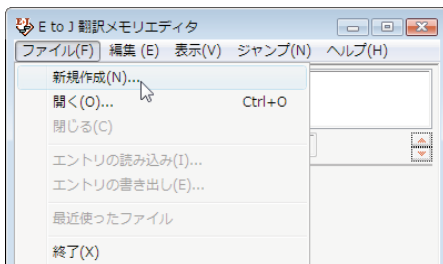 E to J 翻訳メモリエディタ
ファイル(F) 編集 (E) 表示(V) ジャンプ(N) ヘルプ(H)
新規作成(N)...
開く(O)... Ctrl+O
閉じる(C)
エントリの読み込み(I)...
エントリの書き出し(E)...
最近使ったファイル
終了(X)